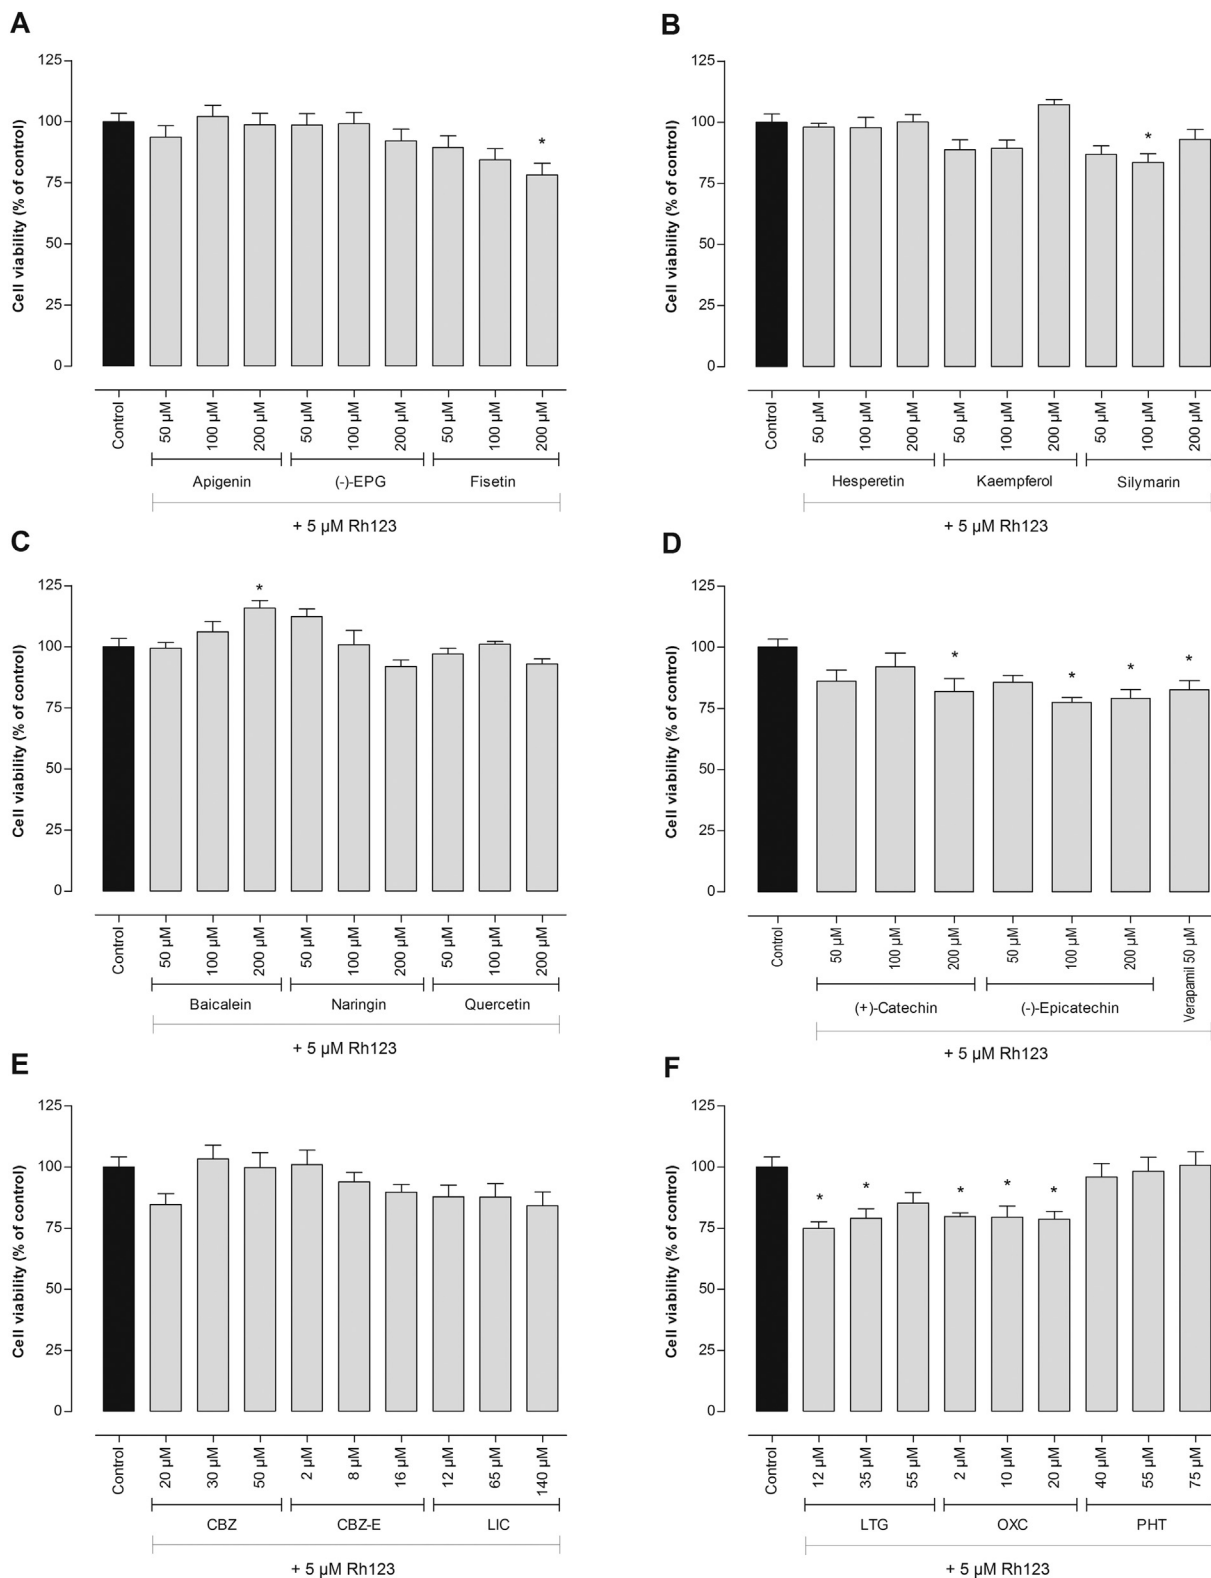 A
Cell viability (% of control)
125
100
75
50
25
0
*
Control
50 µM
100 µM
200 µM
50 µM
100 µM
200 µM
50 µM
100 µM
200 µM
Apigenin
(-)-EPG
Fisetin
+ 5 µM Rh123
B
Cell viability (% of control)
125
100
75
50
25
0
*
Control
50 µM
100 µM
200 µM
50 µM
100 µM
200 µM
50 µM
100 µM
200 µM
Hesperetin
Kaempferol
Silymarin
+ 5 µM Rh123
C
Cell viability (% of control)
125
100
75
50
25
0
*
Control
50 µM
100 µM
200 µM
50 µM
100 µM
200 µM
50 µM
100 µM
200 µM
Baicalein
Naringin
Quercetin
+ 5 µM Rh123
D
Cell viability (% of control)
125
100
75
50
25
0
*
*
*
*
Control
50 µM
100 µM
200 µM
50 µM
100 µM
200 µM
Verapamil 50 µM
(+)-Catechin
(-)-Epicatechin
+ 5 µM Rh123
E
Cell viability (% of control)
125
100
75
50
25
0
Control
20 µM
30 µM
50 µM
2 µM
8 µM
16 µM
12 µM
65 µM
140 µM
CBZ
CBZ-E
LIC
+ 5 µM Rh123
F
Cell viability (% of control)
125
100
75
50
25
0
*
*
*
*
*
Control
12 µM
35 µM
55 µM
2 µM
10 µM
20 µM
40 µM
55 µM
75 µM
LTG
OXC
PHT
+ 5 µM Rh123